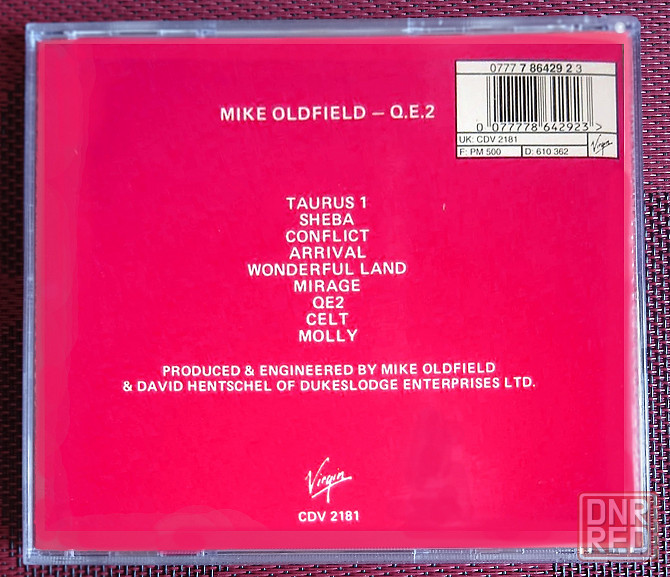 0777 7 86429 2 3
0 077778 642923 >
UK: CDV 2181
F: PM 500
D: 610 362
Virgin
MIKE OLDFIELD — Q.E.2
TAURUS 1
SHEBA
CONFLICT
ARRIVAL
WONDERFUL LAND
MIRAGE
QE2
CELT
MOLLY
PRODUCED & ENGINEERED BY MIKE OLDFIELD
& DAVID HENTSCHEL OF DUKESLODGE ENTERPRISES LTD.
Virgin
CDV 2181
DNR
RED